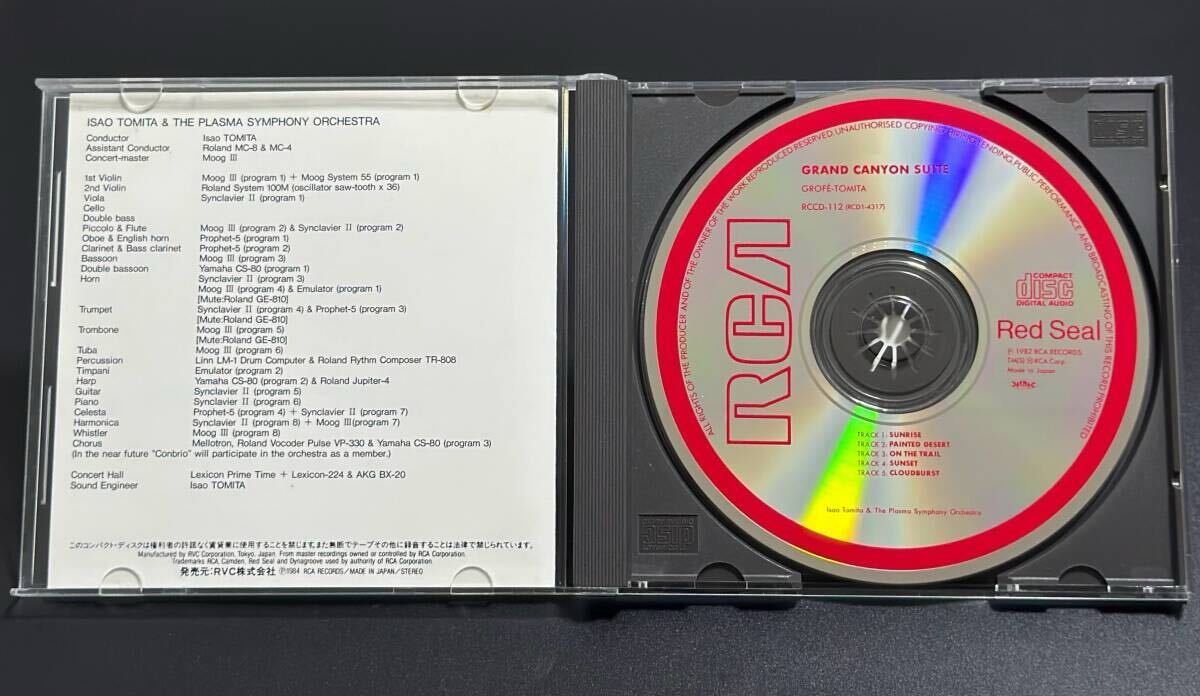 ISAO TOMITA & THE PLASMA SYMPHONY ORCHESTRA
Conductor Isao TOMITA
Assistant Conductor Roland MC-8 & MC-4
Concert-master Moog III
1st Violin Moog III (program 1) + Moog System 55 (program 1)
2nd Violin Roland System 100M (oscillator saw-tooth x 36)
Viola Synclavier II (program 1)
Cello
Double bass
Piccolo & Flute Moog III (program 2) & Synclavier II (program 2)
Oboe & English horn Prophet-5 (program 1)
Clarinet & Bass clarinet Prophet-5 (program 2)
Bassoon Moog III (program 3)
Double bassoon Yamaha CS-80 (program 1)
Horn Synclavier II (program 3)
Moog III (program 4) & Emulator (program 1)
[Mute:Roland GE-810]
Trumpet Synclavier II (program 4) & Prophet-5 (program 3)
[Mute:Roland GE-810]
Trombone Moog III (program 5)
[Mute:Roland GE-810]
Tuba Moog III (program 6)
Percussion Linn LM-1 Drum Computer & Roland Rythm Composer TR-808
Timpani Emulator (program 2)
Harp Yamaha CS-80 (program 2) & Roland Jupiter-4
Guitar Synclavier II (program 5)
Piano Synclavier II (program 6)
Celesta Prophet-5 (program 4) + Synclavier II (program 7)
Harmonica Synclavier II (program 8) + Moog III(program 7)
Whistler Moog III (program 8)
Chorus Mellotron, Roland Vocoder Pulse VP-330 & Yamaha CS-80 (program 3)
(In the near future "Conbrio" will participate in the orchestra as a member.)
Concert Hall Lexicon Prime Time + Lexicon-224 & AKG BX-20
Sound Engineer Isao TOMITA
このコンパクト・ディスクは権利者の許諾なく賃貸業に使用することを禁じます。また無断でテープその他に録音することは法律で禁じられています。
Manufactured by RVC Corporation, Tokyo, Japan. From master recordings owned or controlled by RCA Corporation.
Trademarks RCA, Camden, Red Seal and Dynagroove used by authority of RCA Corporation.
発売元:RVC株式会社 Ⓟ1984 RCA RECORDS/MADE IN JAPAN/STEREO
ALL RIGHTS OF THE PRODUCER AND OF THE OWNER OF THE WORK REPRODUCED RESERVED. UNAUTHORISED COPYING, HIRING, LENDING, PUBLIC PERFORMANCE AND BROADCASTING OF THIS RECORD PROHIBITED
GRAND CANYON SUITE
GROFÉ-TOMITA
RCCD-112 (RCD1-4317)
RCA
COMPACT
disc
DIGITAL AUDIO
Red Seal
Ⓟ 1982 RCA RECORDS
TM(S) ® RCA Corp.
Made in Japan
TRACK 1: SUNRISE
TRACK 2: PAINTED DESERT
TRACK 3: ON THE TRAIL
TRACK 4: SUNSET
TRACK 5: CLOUDBURST
Isao Tomita & The Plasma Symphony Orchestra